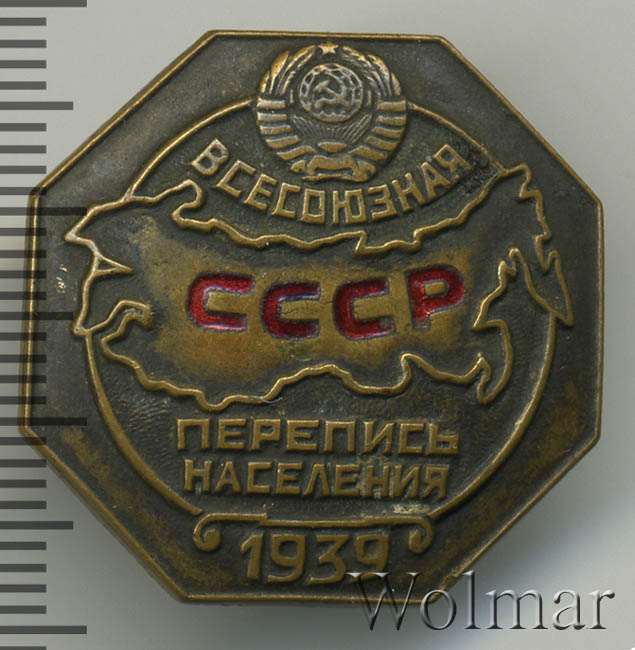 ВСЕСОЮЗНАЯ
СССР
ПЕРЕПИСЬ
НАСЕЛЕНИЯ
1939
Wolmar